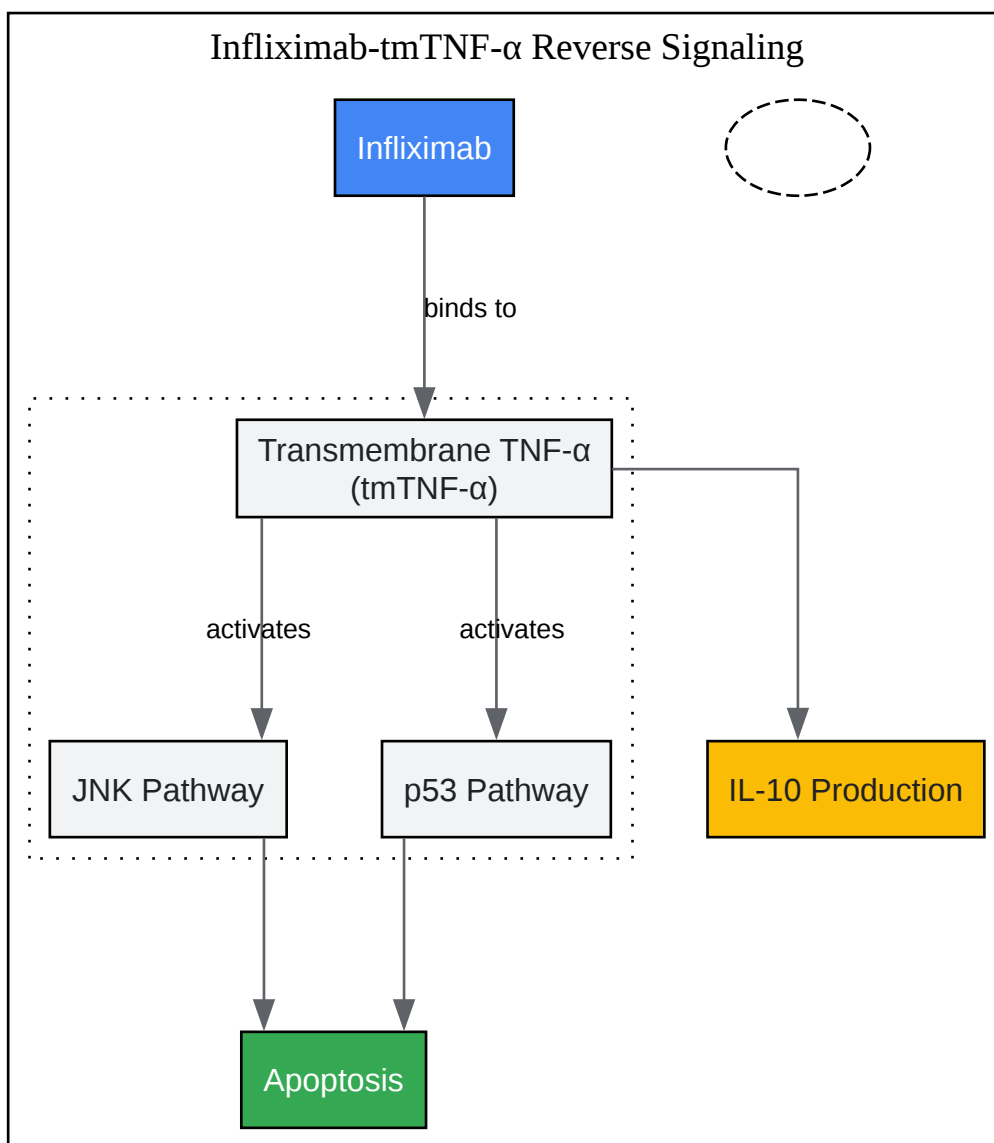 Infliximab-tmTNF-α Reverse Signaling
Infliximab
binds to
Transmembrane TNF-α
(tmTNF-α)
activates
activates
JNK Pathway
p53 Pathway
IL-10 Production
Apoptosis